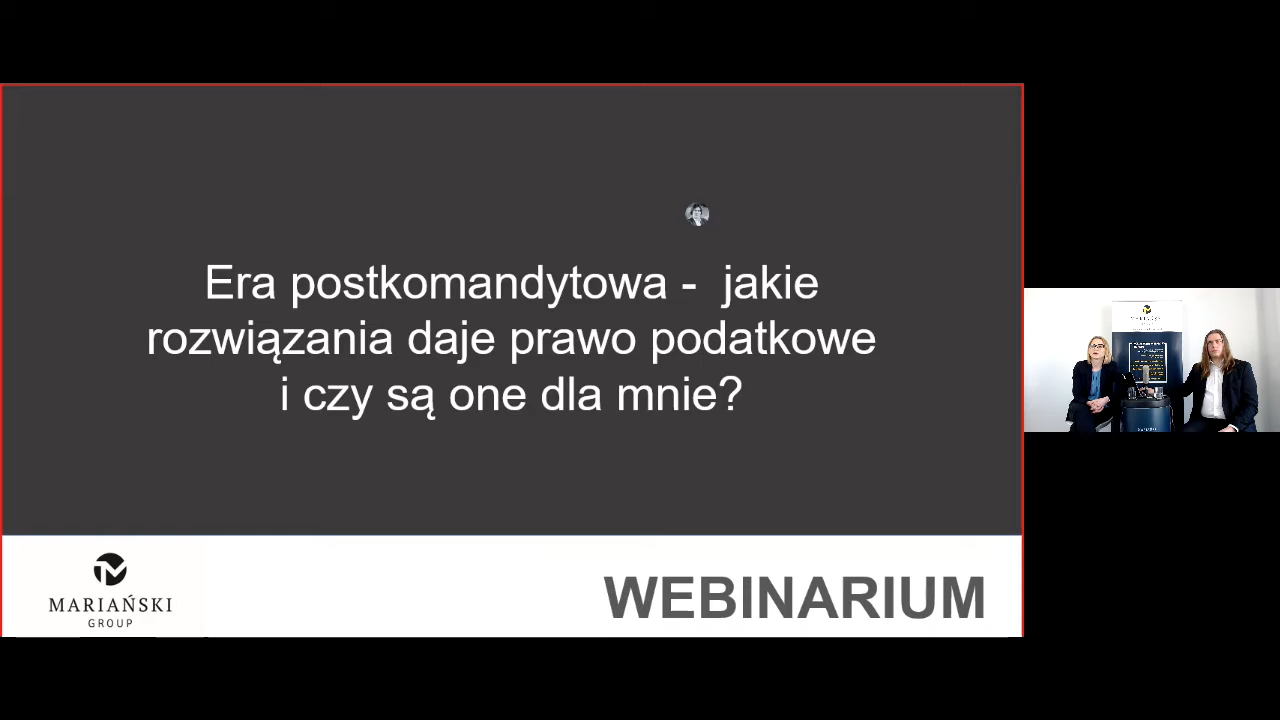 Era postkomandytowa - jakie
rozwiązania daje prawo podatkowe
i czy są one dla mnie?
MARIAŃSKI
GROUP
WEBINARIUM